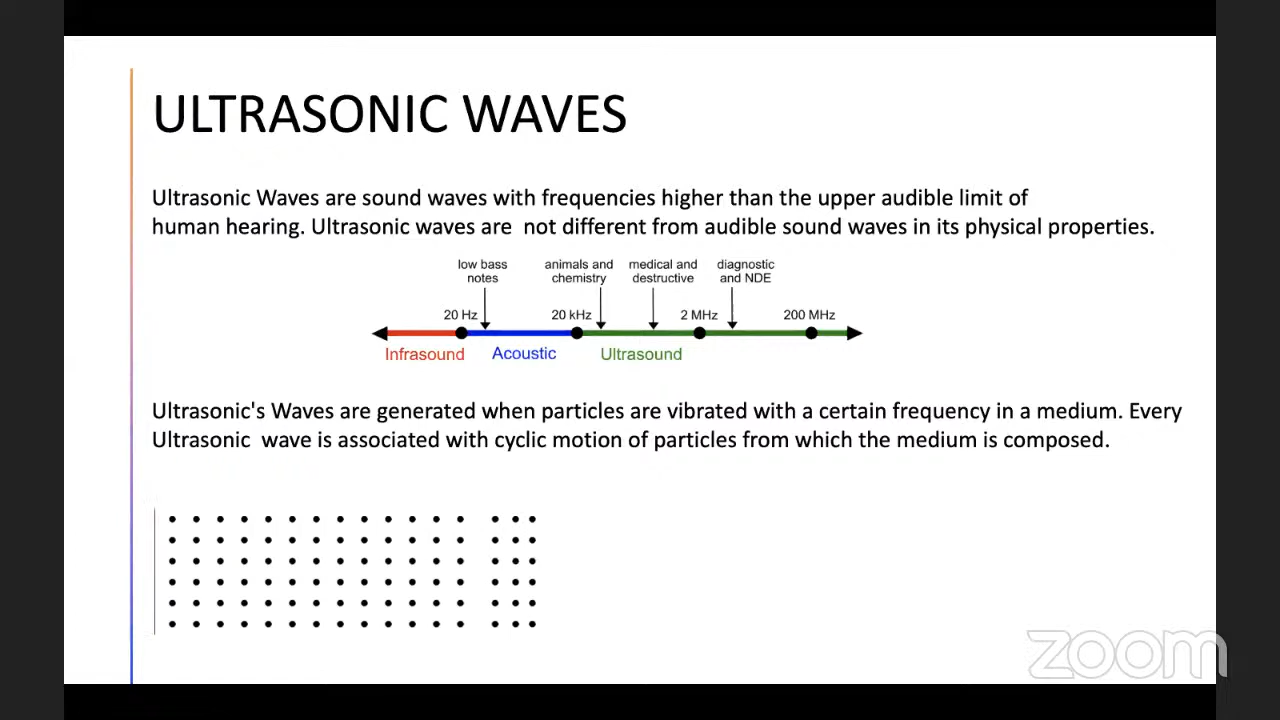 ULTRASONIC WAVES
Ultrasonic Waves are sound waves with frequencies higher than the upper audible limit of
human hearing. Ultrasonic waves are  not different from audible sound waves in its physical properties.
low bass
notes
animals and
chemistry
medical and
destructive
diagnostic
and NDE
20 Hz
20 kHz
2 MHz
200 MHz
Infrasound
Acoustic
Ultrasound
Ultrasonic's Waves are generated when particles are vibrated with a certain frequency in a medium. Every
Ultrasonic  wave is associated with cyclic motion of particles from which the medium is composed.
zoom